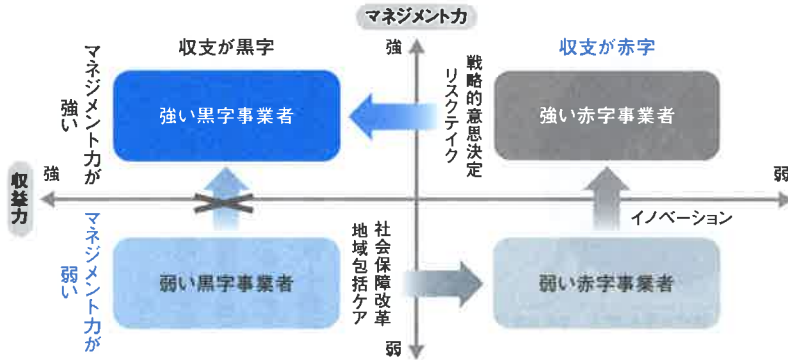 マネジメント力
収支が黒字
強
収支が赤字
マネジメント力が
強い
強い黒字事業者
戦略的意思決定
リスクテイク
強い赤字事業者
収益力
強
弱
イノベーション
マネジメント力が
弱い
弱い黒字事業者
社会保障改革
地域包括ケア
弱い赤字事業者
弱